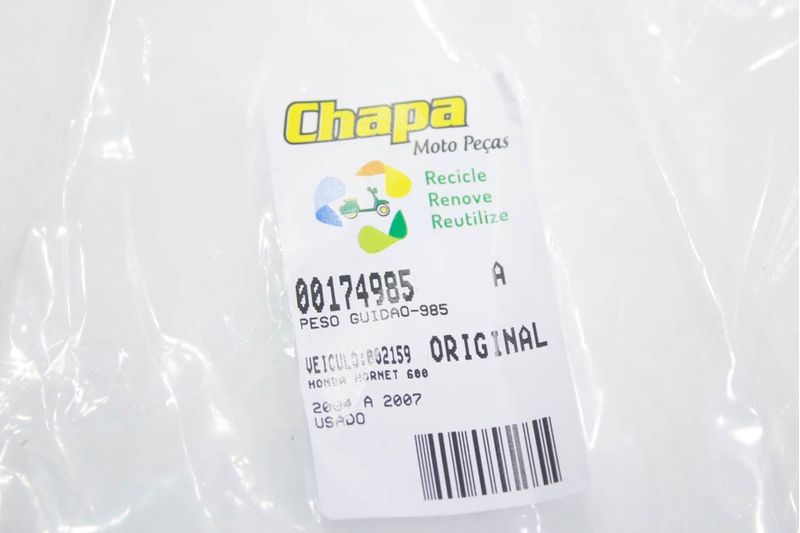 Chapa
Moto Peças
Recicle
Renove
Reutilize
00174985 A
PESO GUIDAO-985
VEICULO:002159 ORIGINAL
HONDA HORNET 600
2004 A 2007
USADO